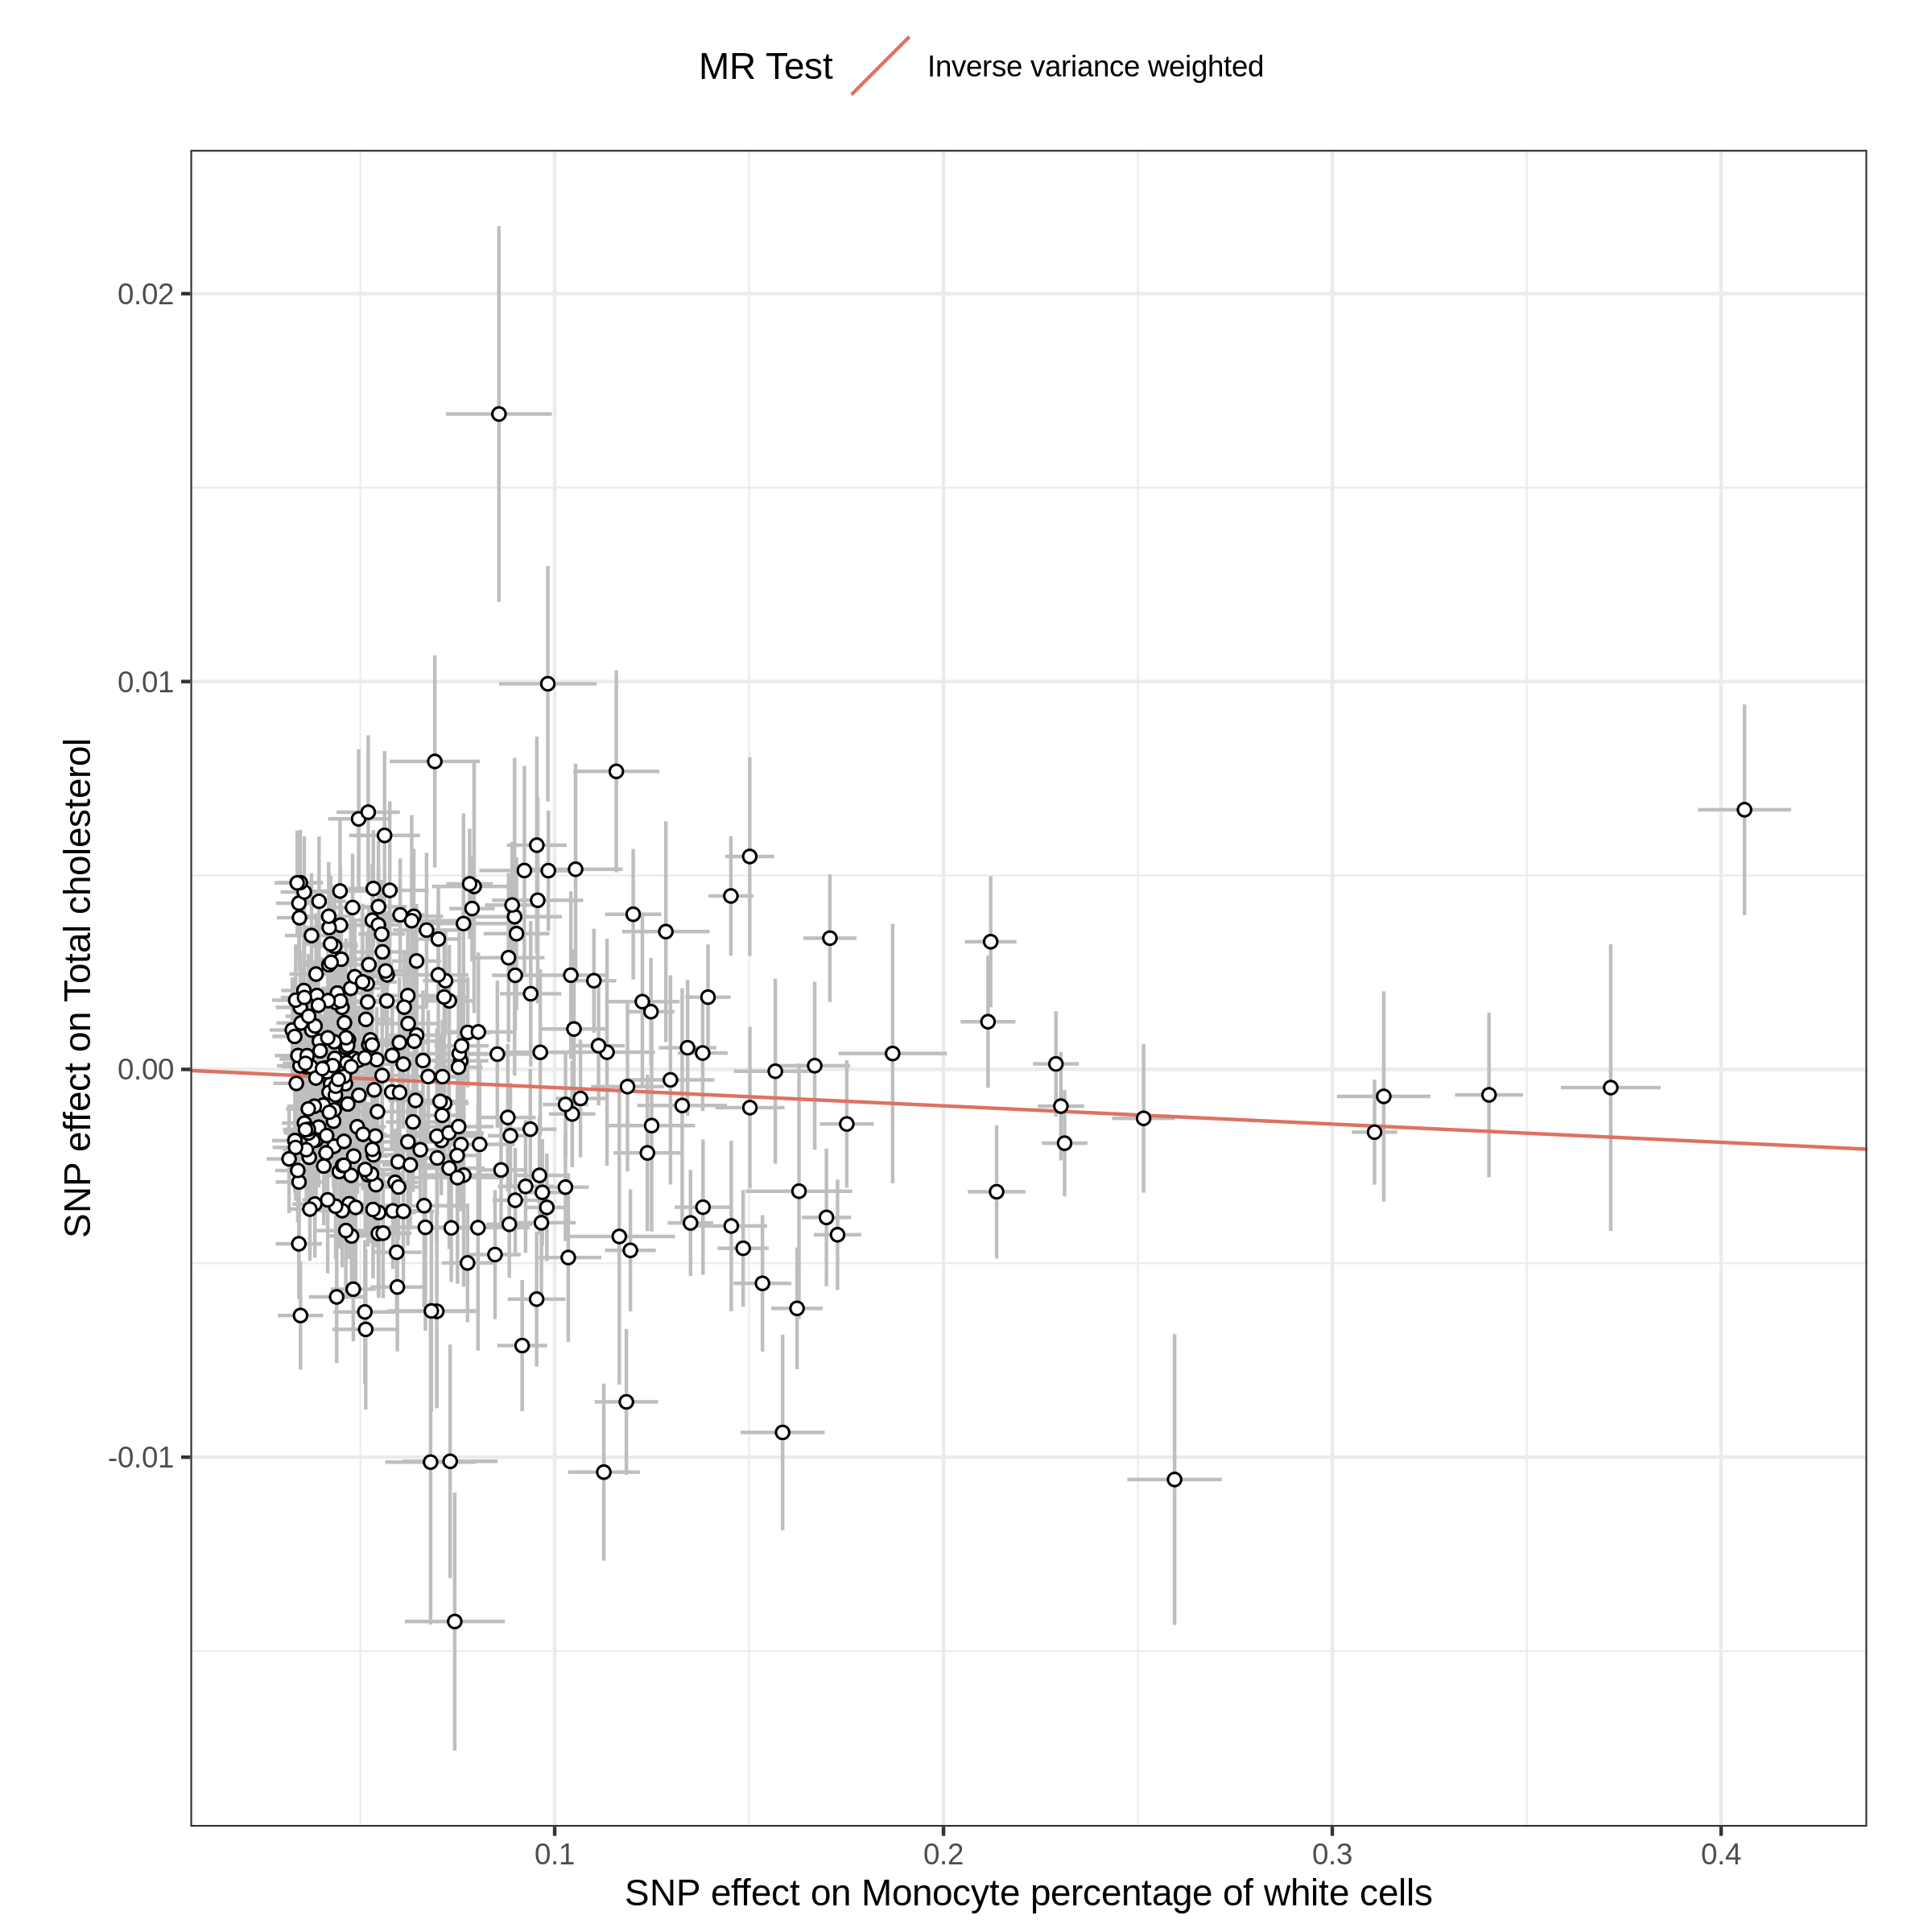 MR Test
Inverse variance weighted
SNP effect on Total cholesterol
0.02
0.01
0.00
-0.01
0.1
0.2
0.3
0.4
SNP effect on Monocyte percentage of white cells